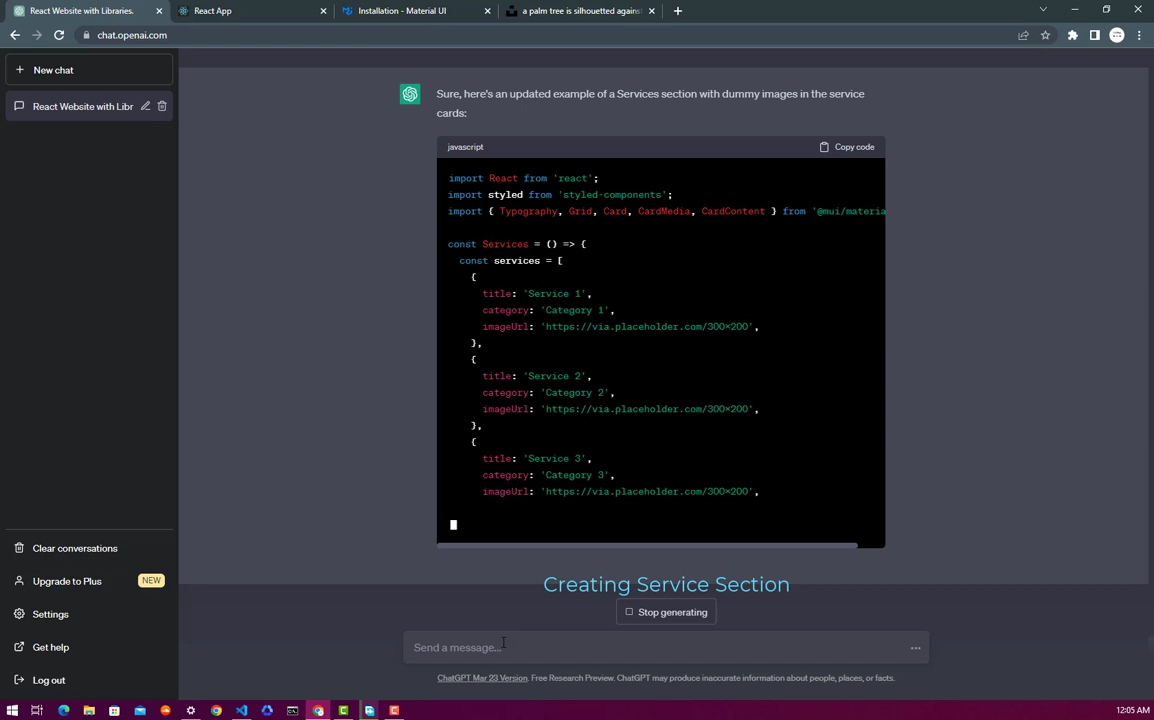 React Website with Libraries.
React App
Installation - Material UI
a palm tree is silhouetted against
chat.openai.com
New chat
React Website with Libr
Sure, here's an updated example of a Services section with dummy images in the service
cards:
javascript
Copy code
import React from 'react';
import styled from 'styled-components';
import { Typography, Grid, Card, CardMedia, CardContent } from '@mui/materia
const Services = () => {
const services = [
{
title: 'Service 1',
category: 'Category 1',
imageUrl: 'https://via.placeholder.com/300x200',
},
{
title: 'Service 2',
category: 'Category 2',
imageUrl: 'https://via.placeholder.com/300x200',
},
{
title: 'Service 3',
category: 'Category 3',
imageUrl: 'https://via.placeholder.com/300x200',
Clear conversations
Upgrade to Plus
NEW
Settings
Get help
Log out
Creating Service Section
Stop generating
Send a message...
ChatGPT Mar 23 Version. Free Research Preview. ChatGPT may produce inaccurate information about people, places, or facts.
12:05 AM